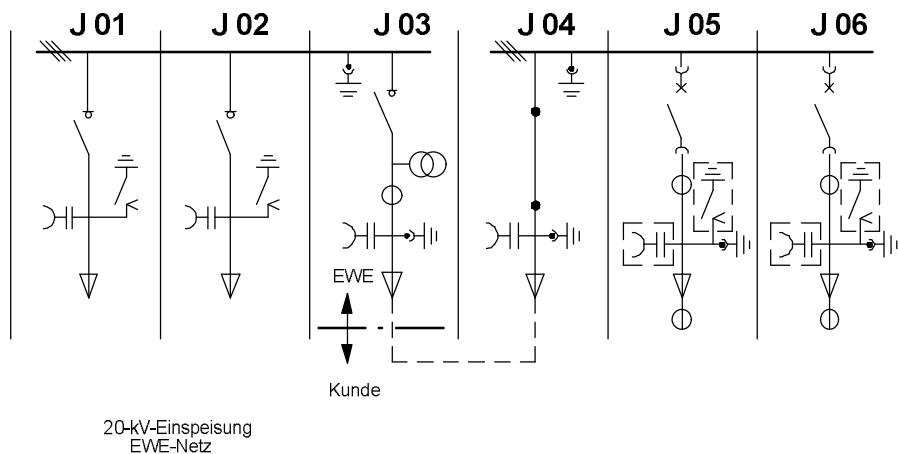 J 01 J 02 J 03 J 04 J 05 J 06
EWE
Kunde
20-kV-Einspeisung
EWE-Netz